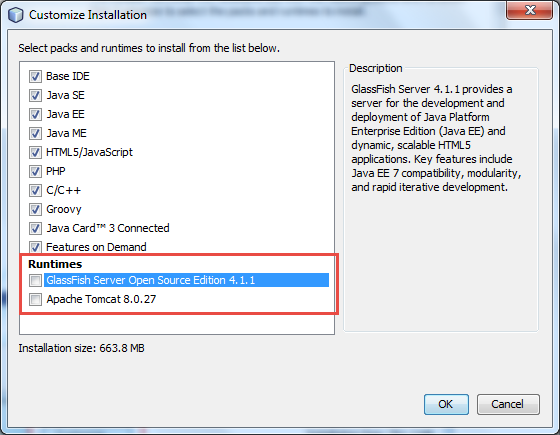 Customize Installation
Select packs and runtimes to install from the list below.
Base IDE
Java SE
Java EE
Java ME
HTML5/JavaScript
PHP
C/C++
Groovy
Java Card™ 3 Connected
Features on Demand
Runtimes
GlassFish Server Open Source Edition 4.1.1
Apache Tomcat 8.0.27
Description
GlassFish Server 4.1.1 provides a
server for the development and
deployment of Java Platform
Enterprise Edition (Java EE) and
dynamic, scalable HTML5
applications. Key features include
Java EE 7 compatibility, modularity,
and rapid iterative development.
Installation size: 663.8 MB
OK
Cancel